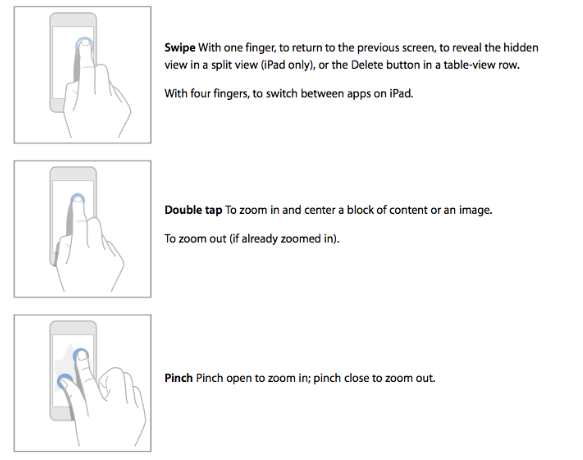 Swipe With one finger, to return to the previous screen, to reveal the hidden
view in a split view (iPad only), or the Delete button in a table-view row.
With four fingers, to switch between apps on iPad.
Double tap To zoom in and center a block of content or an image.
To zoom out (if already zoomed in).
Pinch Pinch open to zoom in; pinch close to zoom out.